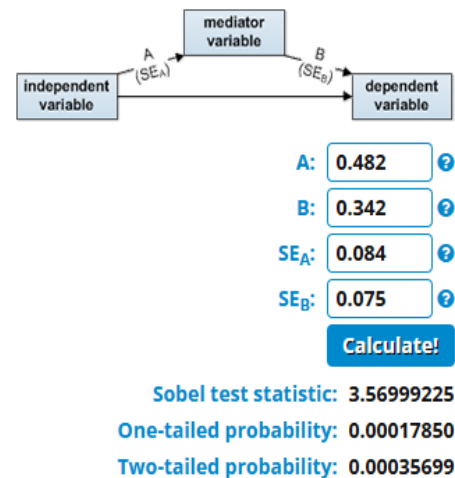 mediator
variable
A
(SEA)
B
(SEB)
independent
variable
dependent
variable
A: 0.482
B: 0.342
SEA: 0.084
SEB: 0.075
Calculate!
Sobel test statistic: 3.56999225
One-tailed probability: 0.00017850
Two-tailed probability: 0.00035699